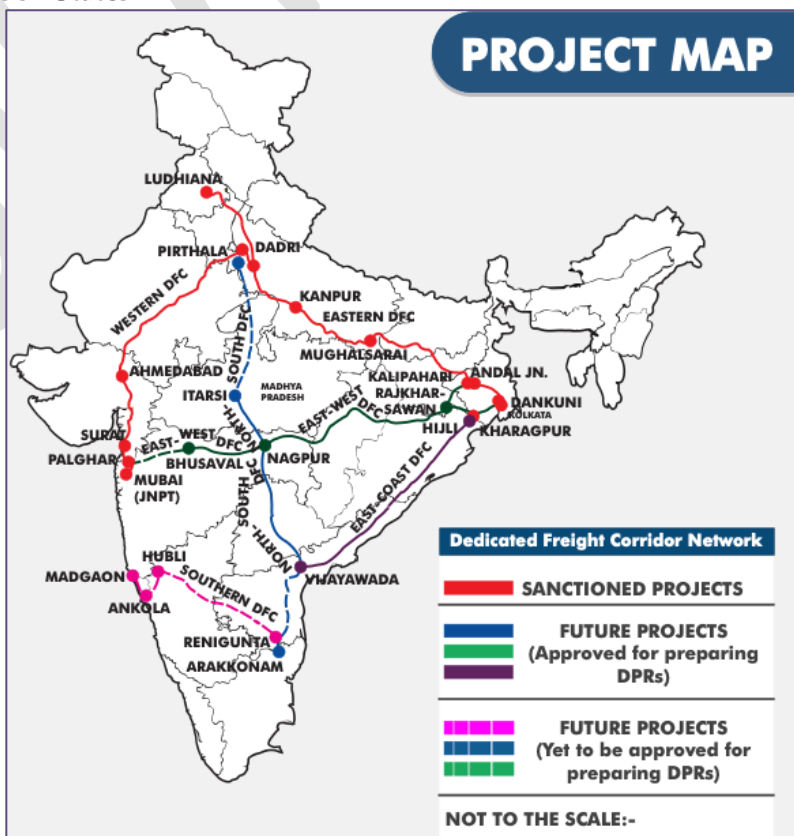 PROJECT MAP
LUDHIANA
PIRTHALA
DADRI
WESTERN DFC
KANPUR
EASTERN DFC
MUGHALSARAI
SOUTH DFC
AHMEDABAD
ITARSI
MADHYA
PRADESH
KALIPAHARI
ANDAL JN.
RAJKHAR-
SAWAN
DANKUNI
KOLKATA
HIJLI
KHARAGPUR
EAST-WEST
DFC
NORTH-
SURAT
EAST-WEST DFC
PALGHAR
BHUSAVAL
NAGPUR
MUBAI
(JNPT)
EAST-COAST DFC
NORTH-SOUTH DFC
HUBLI
MADGAON
ANKOLA
SOUTHERN DFC
VIJAYAWADA
RENIGUNTA
ARAKKONAM
Dedicated Freight Corridor Network
SANCTIONED PROJECTS
FUTURE PROJECTS
(Approved for preparing
DPRs)
FUTURE PROJECTS
(Yet to be approved for
preparing DPRs)
NOT TO THE SCALE:-